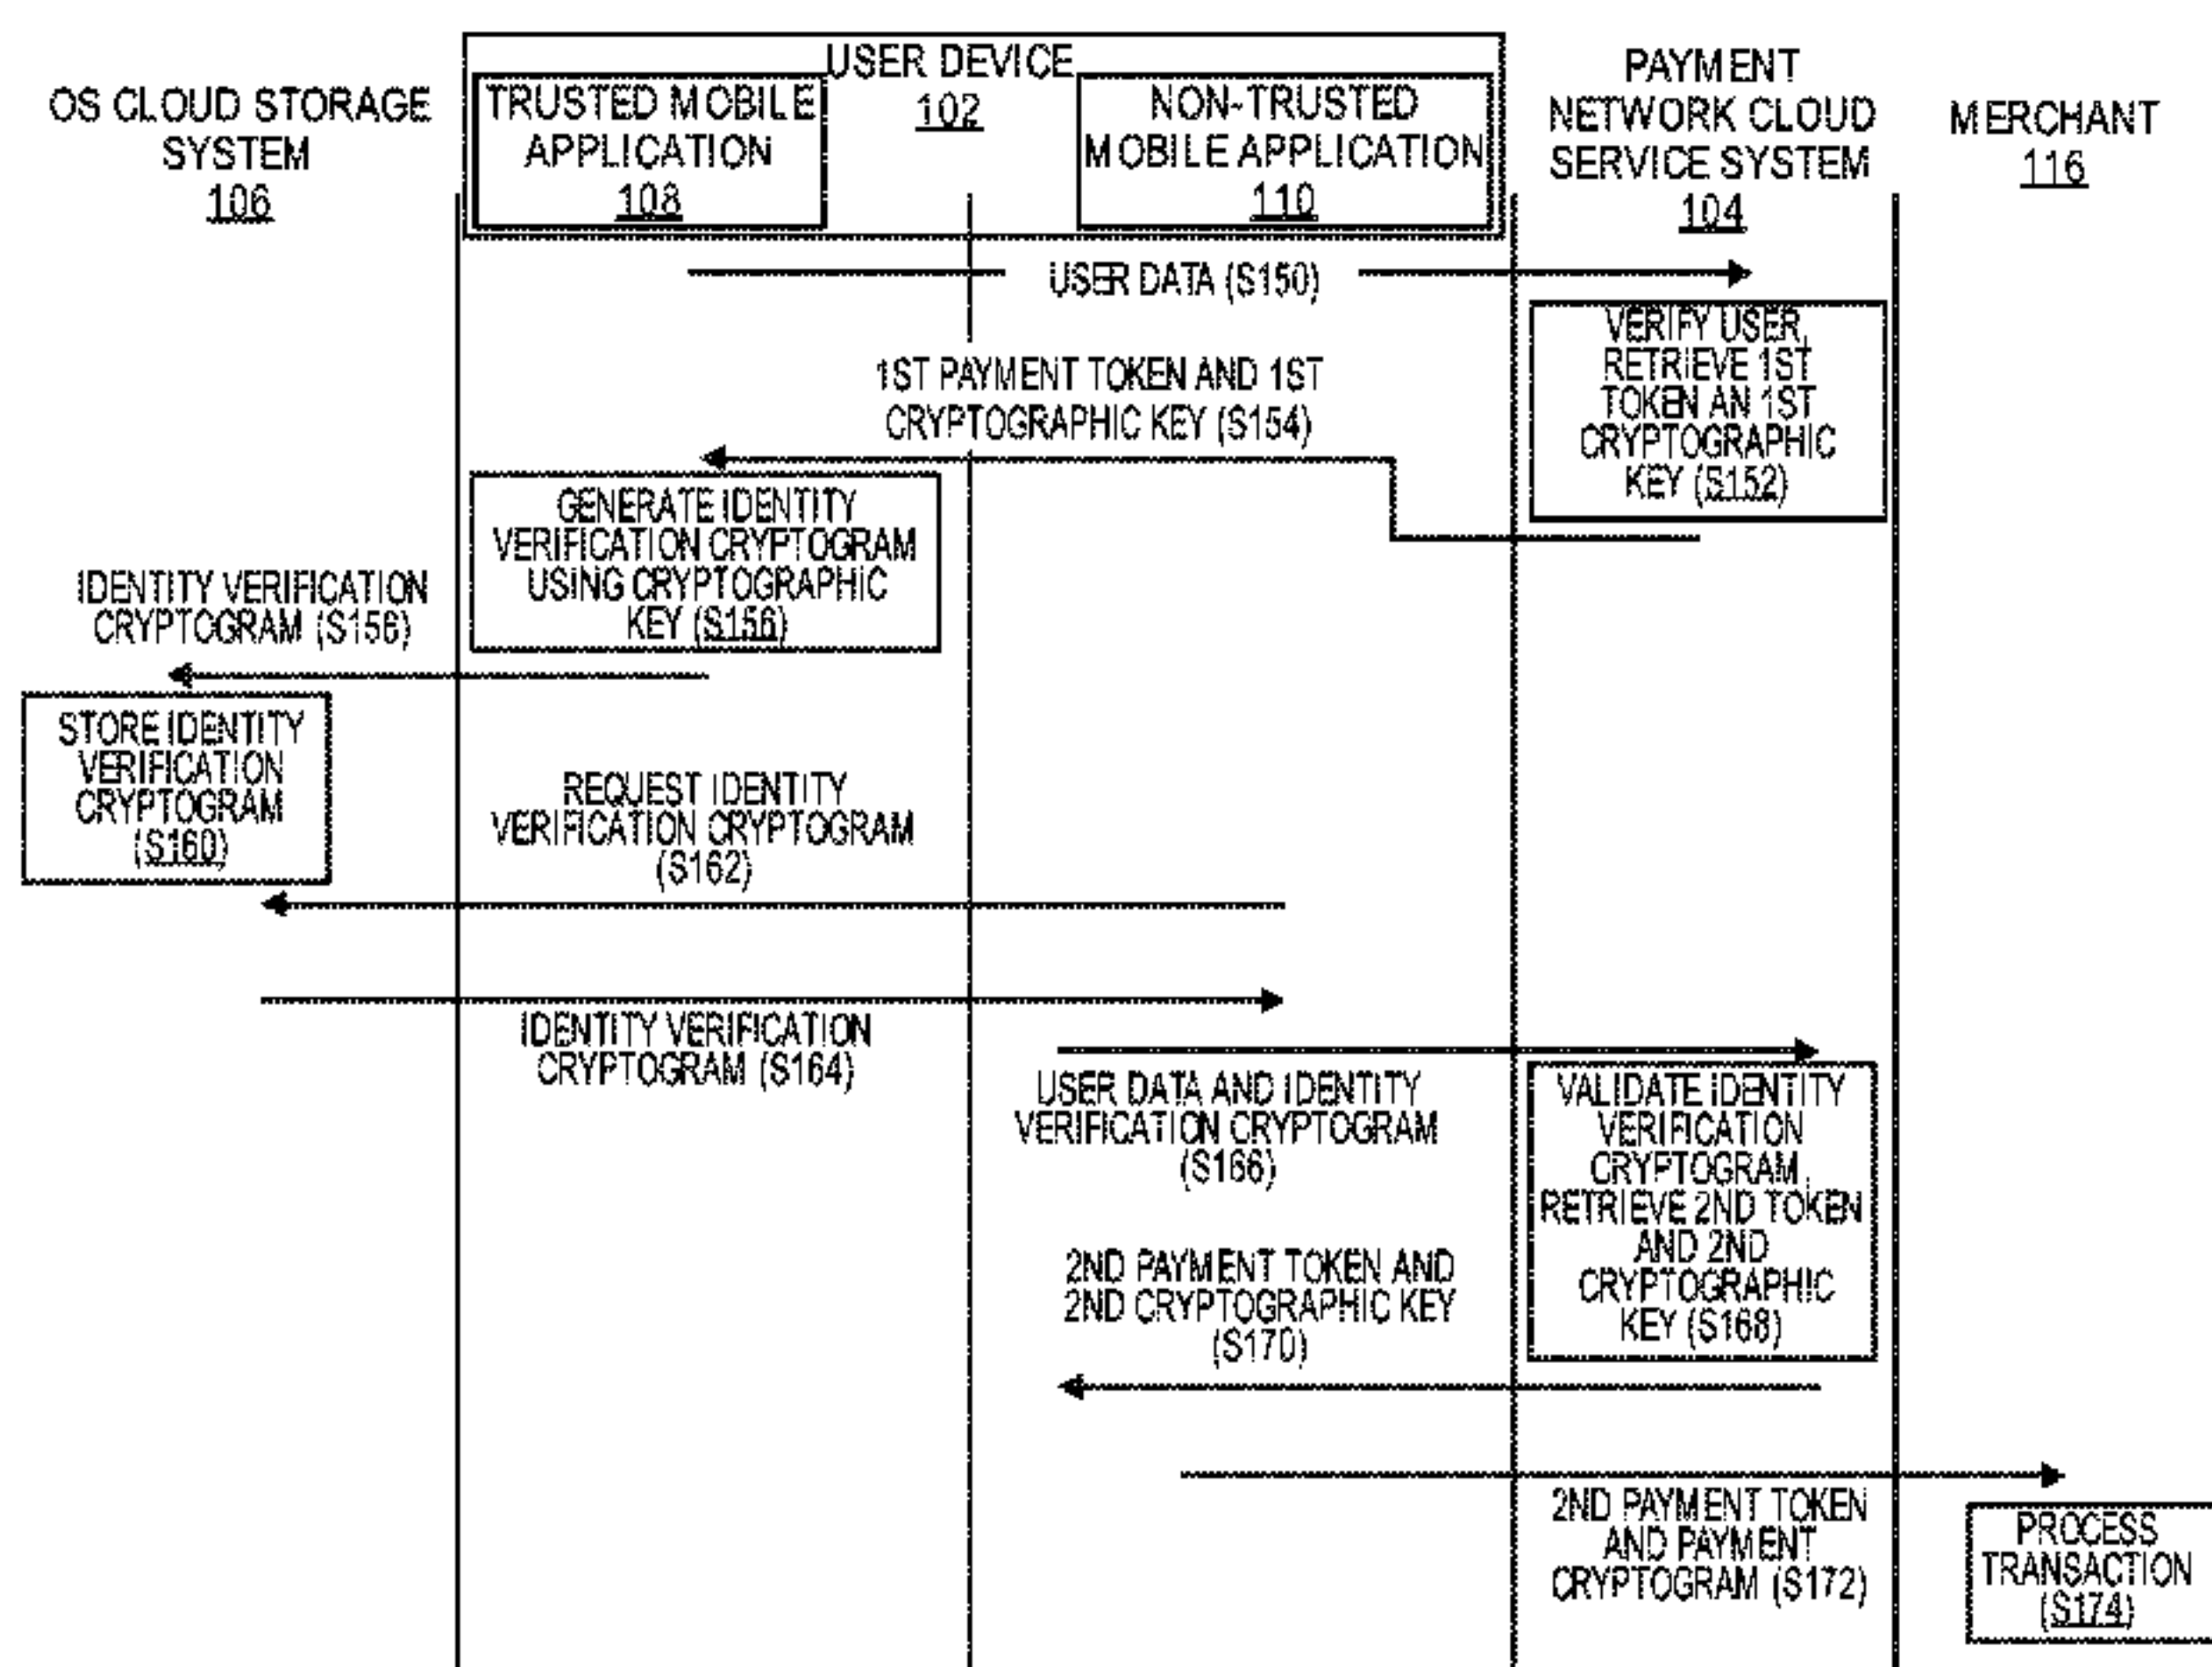 USER DEVICE
102
OS CLOUD STORAGE
SYSTEM
106
TRUSTED MOBILE
APPLICATION
108
NON-TRUSTED
MOBILE APPLICATION
110
PAYMENT
NETWORK CLOUD
SERVICE SYSTEM
104
MERCHANT
116
USER DATA (S150)
VERIFY USER,
RETRIEVE 1ST
TOKEN AN 1ST
CRYPTOGRAPHIC
KEY (S152)
1ST PAYMENT TOKEN AND 1ST
CRYPTOGRAPHIC KEY (S154)
GENERATE IDENTITY
VERIFICATION CRYPTOGRAM
USING CRYPTOGRAPHIC
KEY (S156)
IDENTITY VERIFICATION
CRYPTOGRAM (S156)
STORE IDENTITY
VERIFICATION
CRYPTOGRAM
(S160)
REQUEST IDENTITY
VERIFICATION CRYPTOGRAM
(S162)
IDENTITY VERIFICATION
CRYPTOGRAM (S164)
USER DATA AND IDENTITY
VERIFICATION CRYPTOGRAM
(S166)
VALIDATE IDENTITY
VERIFICATION
CRYPTOGRAM,
RETRIEVE 2ND TOKEN
AND 2ND
CRYPTOGRAPHIC
KEY (S168)
2ND PAYMENT TOKEN AND
2ND CRYPTOGRAPHIC KEY
(S170)
2ND PAYMENT TOKEN
AND PAYMENT
CRYPTOGRAM (S172)
PROCESS
TRANSACTION
(S174)